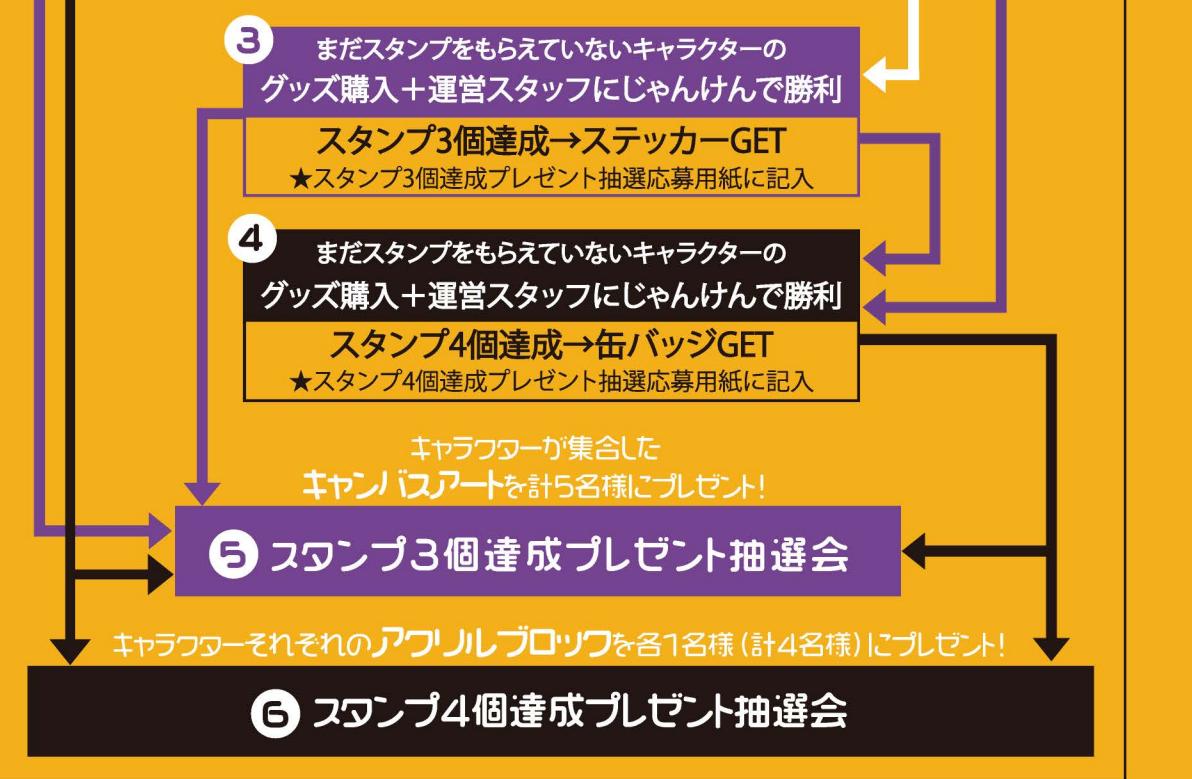 3
まだスタンプをもらえていないキャラクターの
グッズ購入＋運営スタッフにじゃんけんで勝利
スタンプ3個達成→ステッカーGET
★スタンプ3個達成プレゼント抽選応募用紙に記入
4
まだスタンプをもらえていないキャラクターの
グッズ購入＋運営スタッフにじゃんけんで勝利
スタンプ4個達成→缶バッジGET
★スタンプ4個達成プレゼント抽選応募用紙に記入
キャラクターが集合した
キャンバスアートを計5名様にプレゼント！
5 スタンプ3個達成プレゼント抽選会
キャラクターそれぞれのアクリルブロックを各1名様（計4名様）にプレゼント！
6 スタンプ4個達成プレゼント抽選会